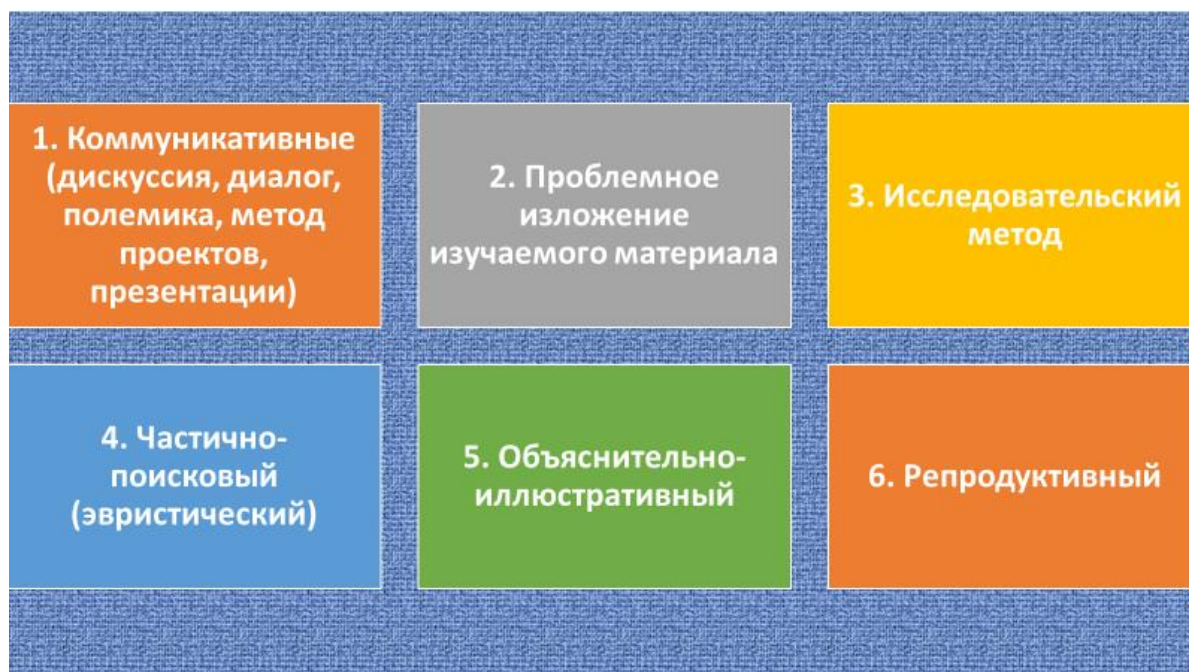 1. Коммуникативные
(дискуссия, диалог,
полемика, метод
проектов,
презентации)
2. Проблемное
изложение
изучаемого материала
3. Исследовательский
метод
4. Частично-
поисковый
(эвристический)
5. Объяснительно-
иллюстративный
6. Репродуктивный